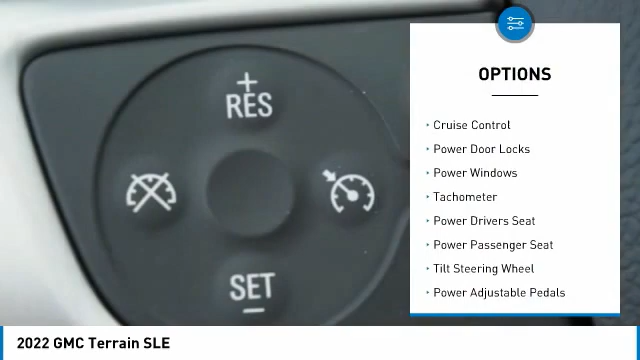 +
RES
SET
−
OPTIONS
• Cruise Control
• Power Door Locks
• Power Windows
• Tachometer
• Power Drivers Seat
• Power Passenger Seat
• Tilt Steering Wheel
• Power Adjustable Pedals
2022 GMC Terrain SLE